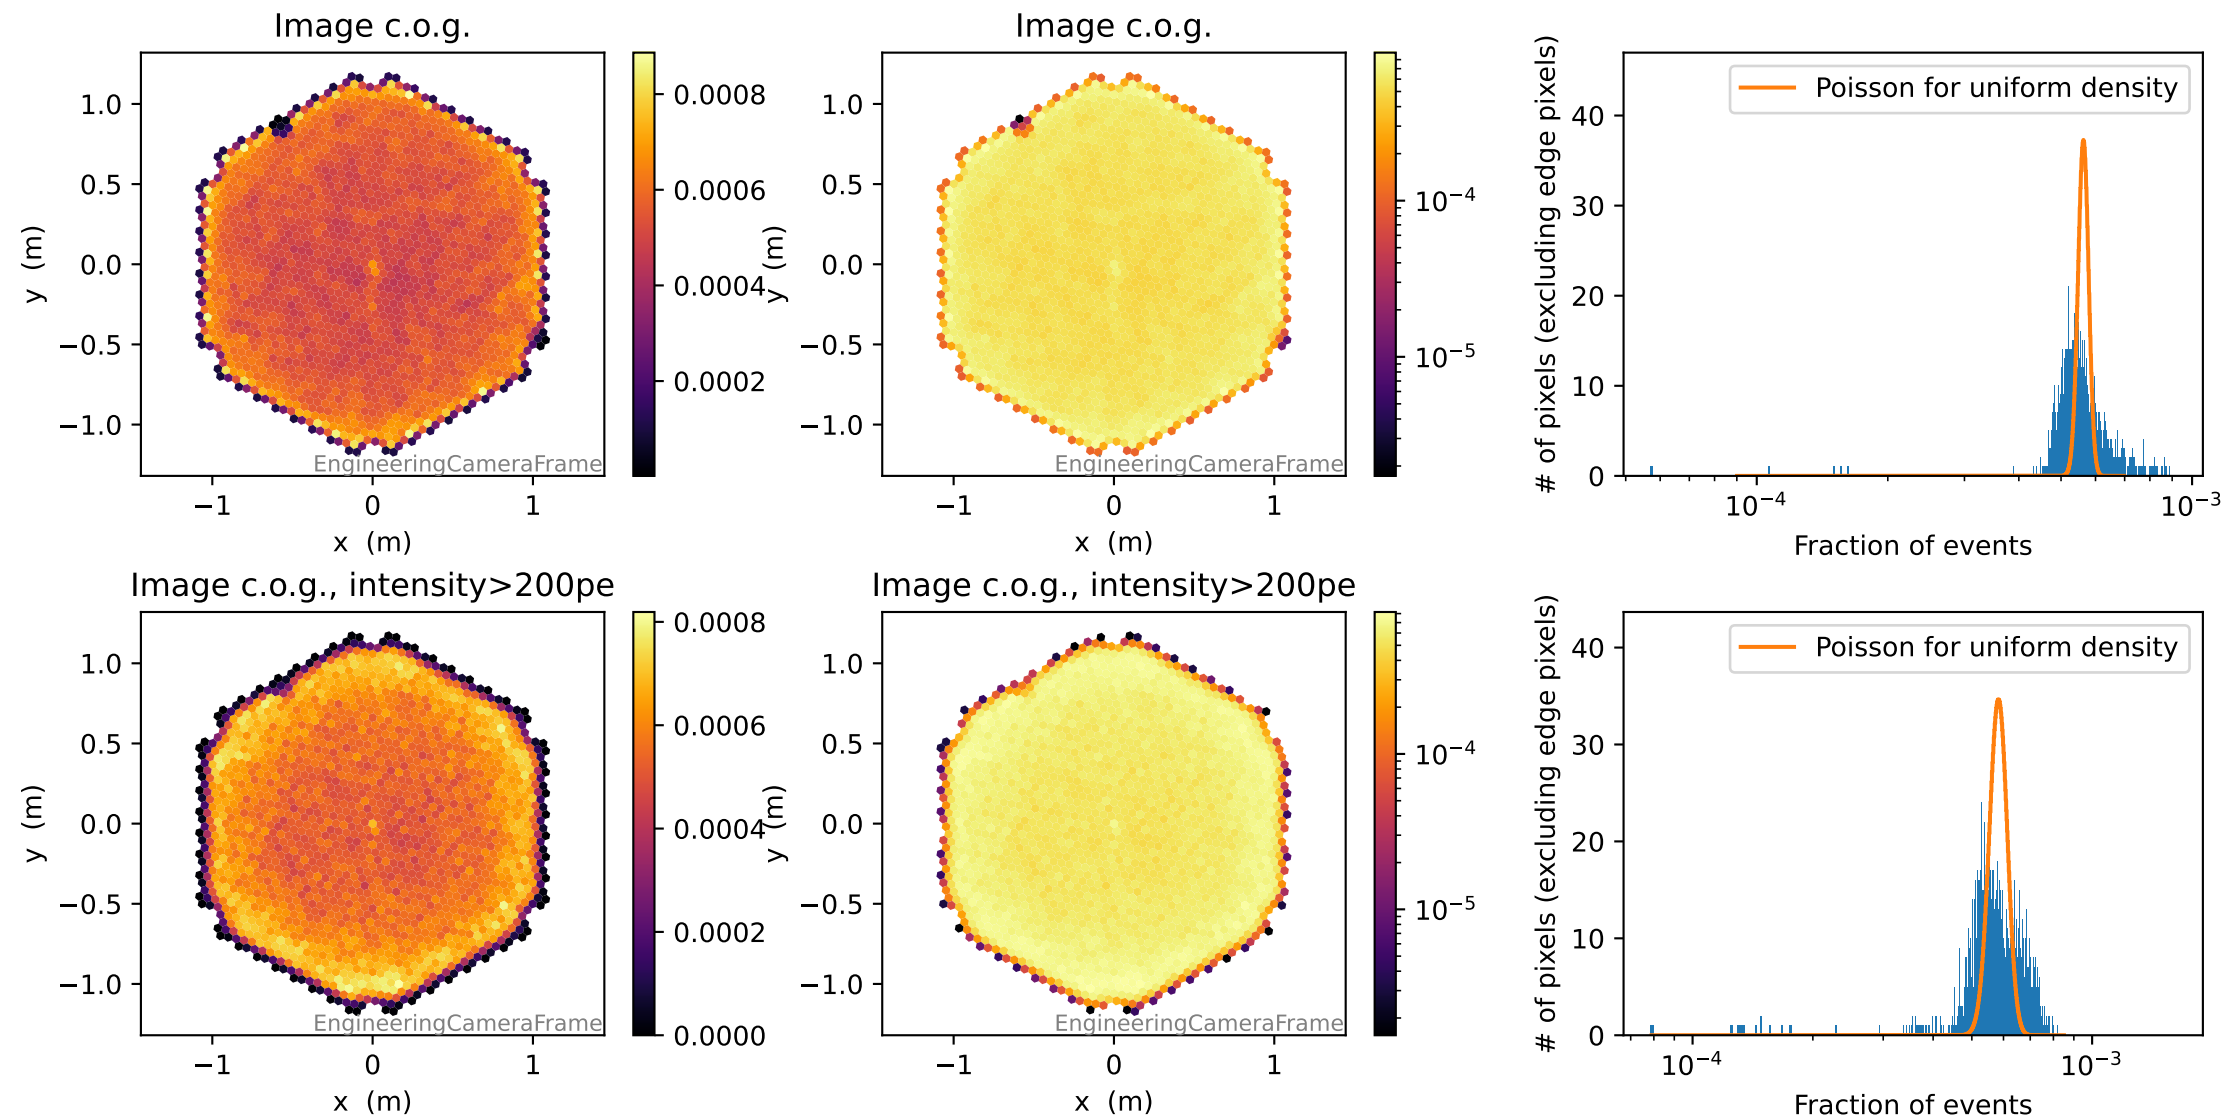 Image c.o.g.
1.0
0.5
0.0
−0.5
−1.0
y (m)
−1 0 1
x (m)
EngineeringCameraFrame
0.0008
0.0006
0.0004
0.0002
Image c.o.g.
1.0
0.5
0.0
−0.5
−1.0
y (m)
−1 0 1
x (m)
EngineeringCameraFrame
10⁻⁴
10⁻⁵
# of pixels (excluding edge pixels)
40
30
20
10
0
Poisson for uniform density
10⁻⁴ 10⁻³
Fraction of events
Image c.o.g., intensity>200pe
1.0
0.5
0.0
−0.5
−1.0
y (m)
−1 0 1
x (m)
EngineeringCameraFrame
0.0008
0.0006
0.0004
0.0002
0.0000
Image c.o.g., intensity>200pe
1.0
0.5
0.0
−0.5
−1.0
y (m)
−1 0 1
x (m)
EngineeringCameraFrame
10⁻⁴
10⁻⁵
# of pixels (excluding edge pixels)
40
30
20
10
0
Poisson for uniform density
10⁻⁴ 10⁻³
Fraction of events